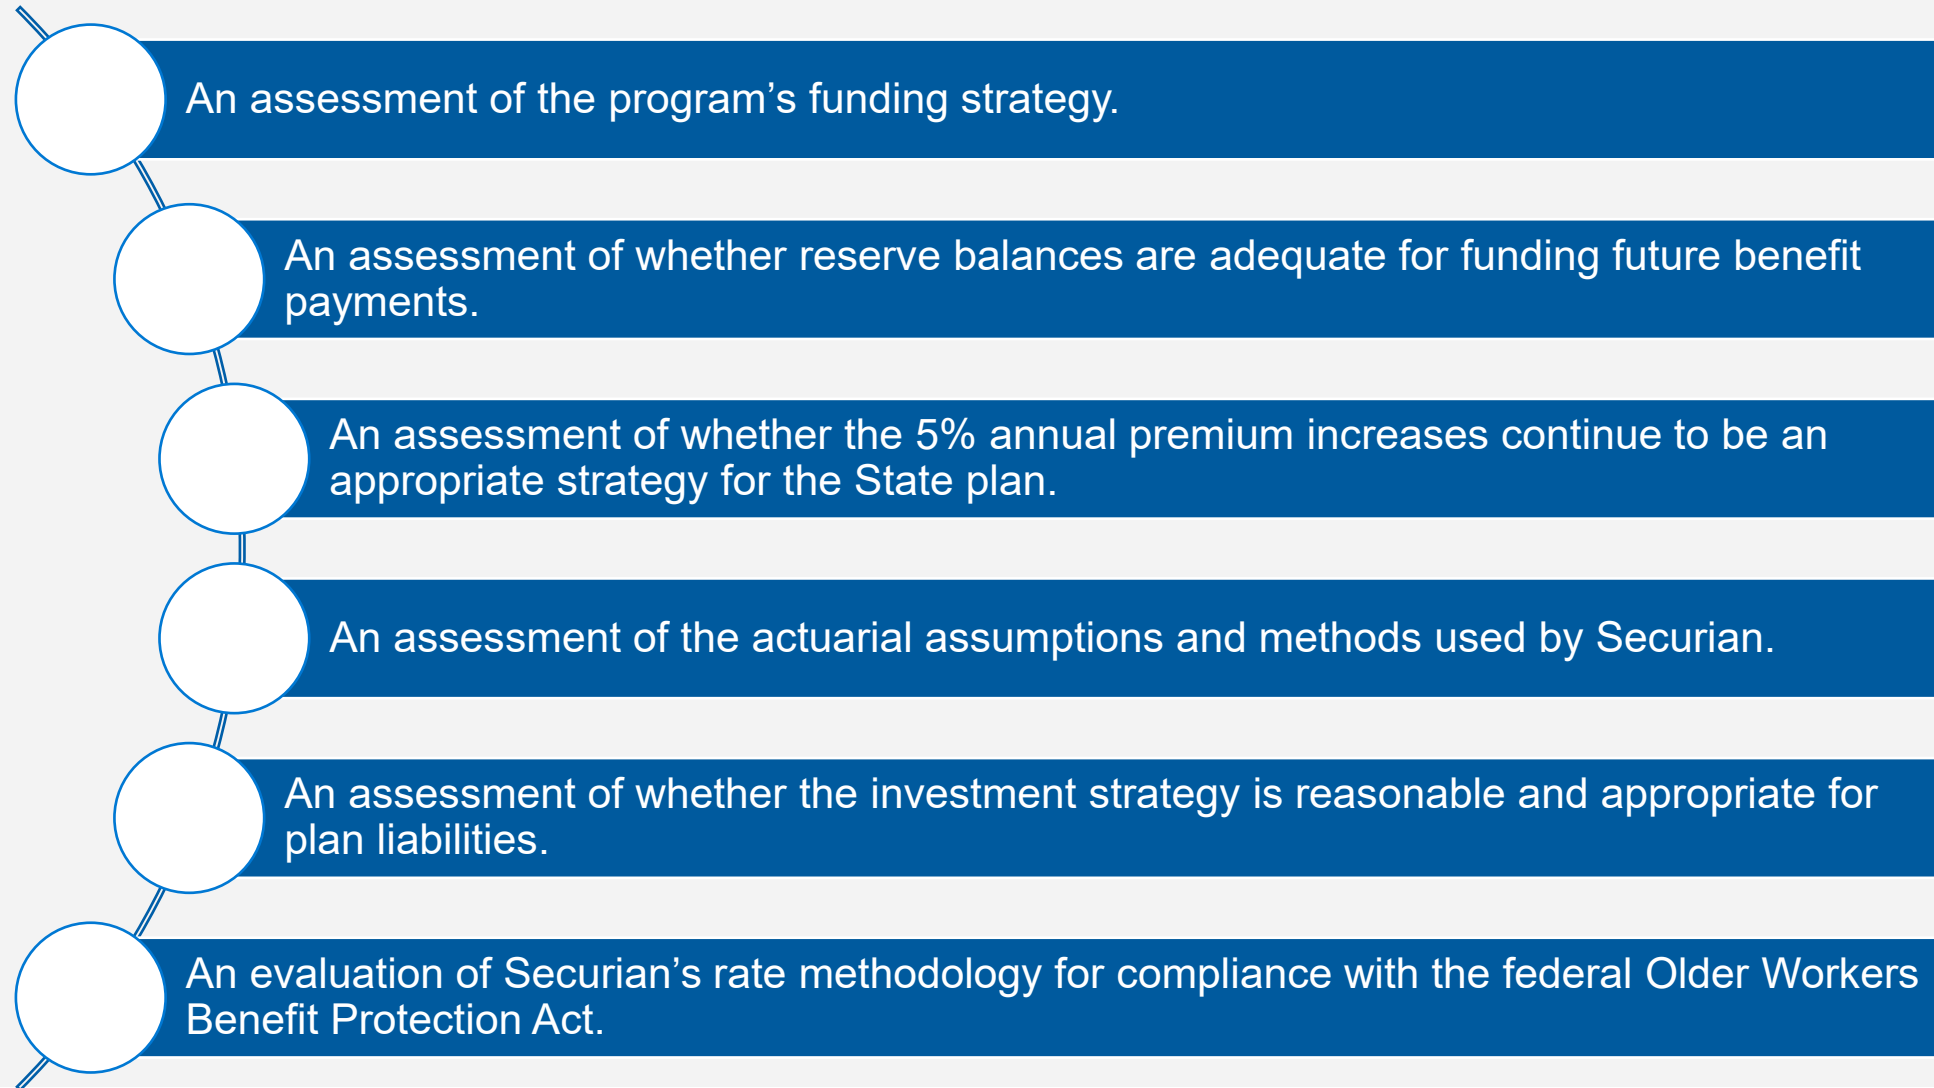 An assessment of the program’s funding strategy.
An assessment of whether reserve balances are adequate for funding future benefit
payments.
An assessment of whether the 5% annual premium increases continue to be an
appropriate strategy for the State plan.
An assessment of the actuarial assumptions and methods used by Securian.
An assessment of whether the investment strategy is reasonable and appropriate for
plan liabilities.
An evaluation of Securian’s rate methodology for compliance with the federal Older Workers
Benefit Protection Act.